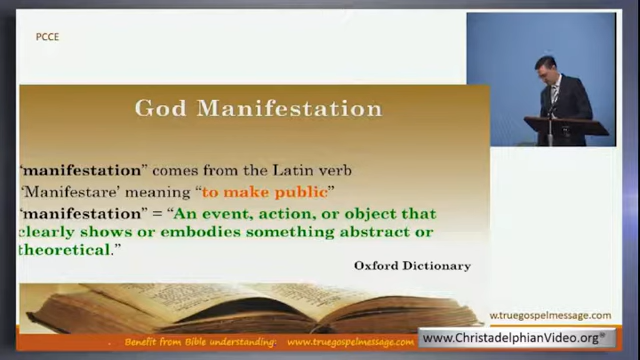 PCCE
God Manifestation
‘manifestation” comes from the Latin verb
‘Manifestare’ meaning “to make public”
‘manifestation” = “An event, action, or object that
clearly shows or embodies something abstract or
theoretical.”
Oxford Dictionary
w.truegospelmessage.com
. Benefit from Bible understanding: www.truegospelmessage.com
www.ChristadelphianVideo.org®